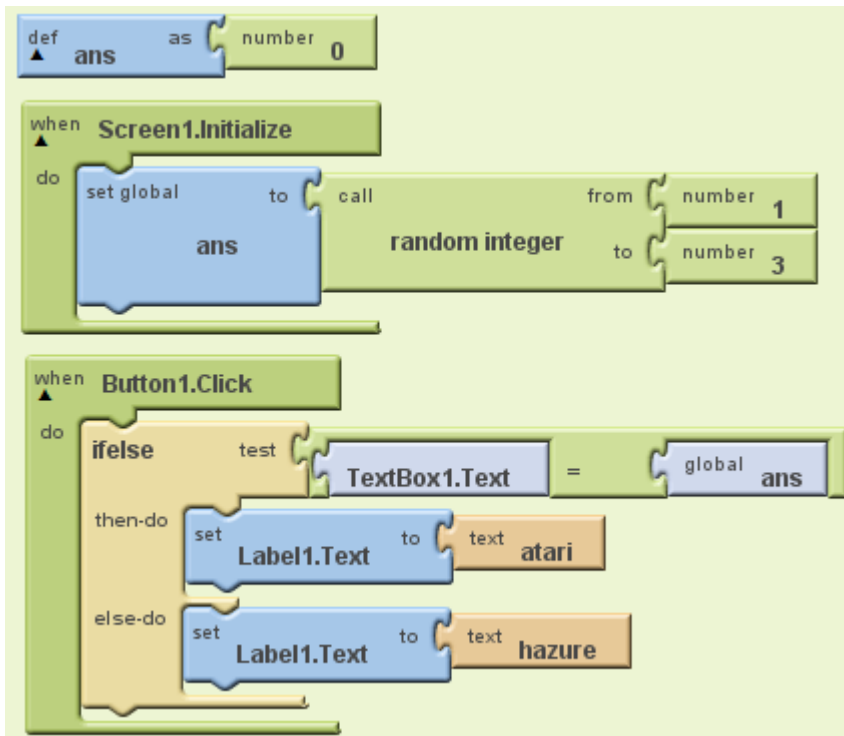 def ans as number 0
when Screen1.Initialize
do set global ans to call random integer from number 1
to number 3
when Button1.Click
do ifelse test TextBox1.Text = global ans
then-do set Label1.Text to text atari
else-do set Label1.Text to text hazure